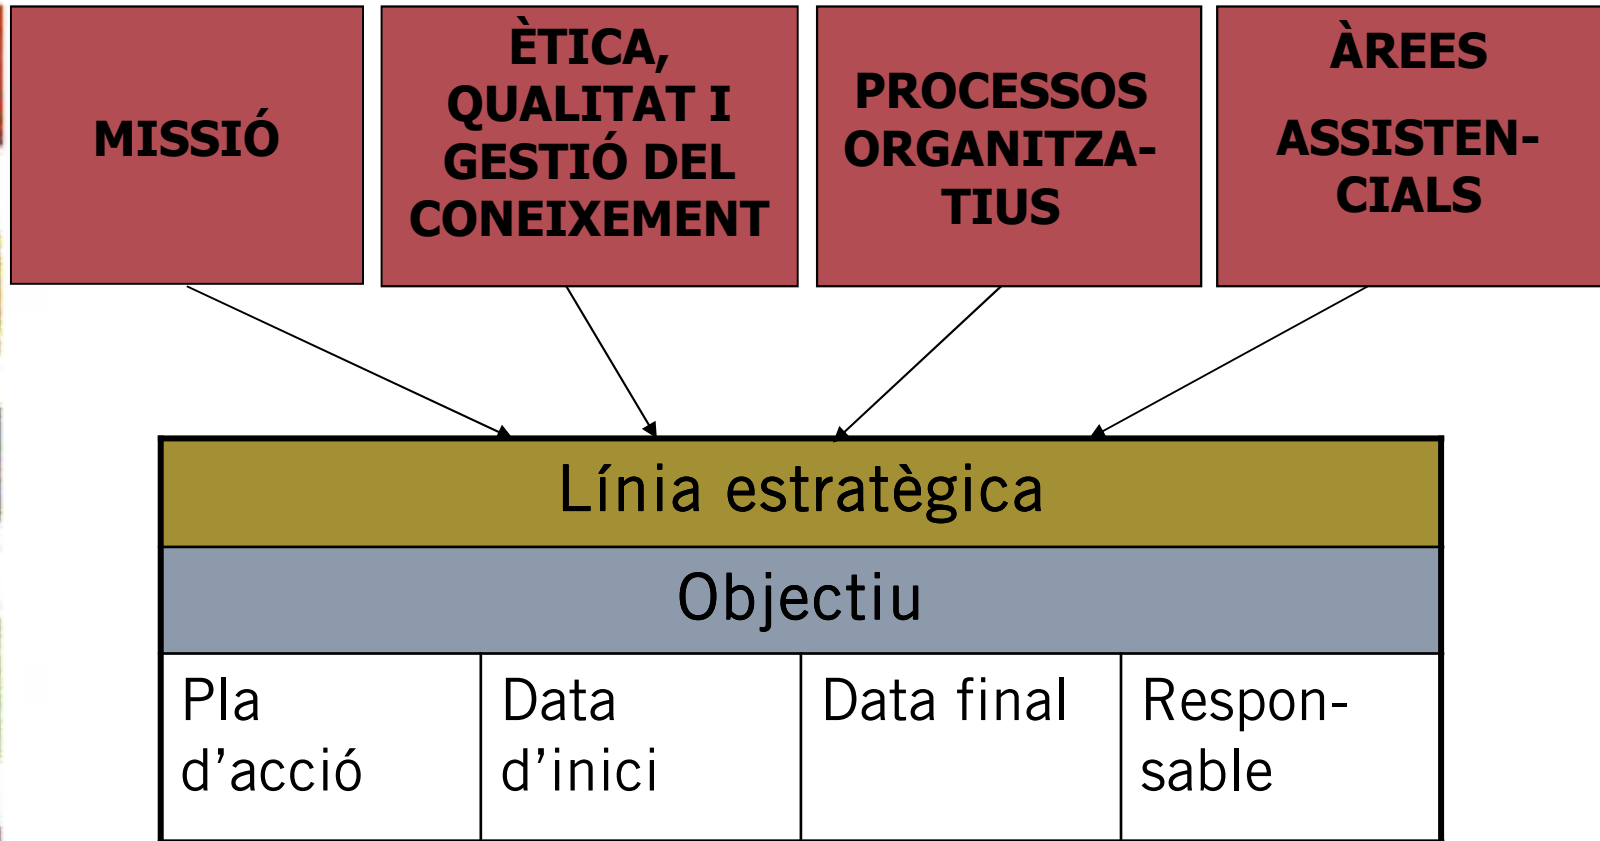 MISSIÓ
ÈTICA,
QUALITAT I
GESTIÓ DEL
CONEIXEMENT
PROCESSOS
ORGANITZA-
TIUS
ÀREES
ASSISTEN-
CIALS
Línia estratègica
Objectiu
Pla
d’acció
Data
d’inici
Data final
Respon-
sable